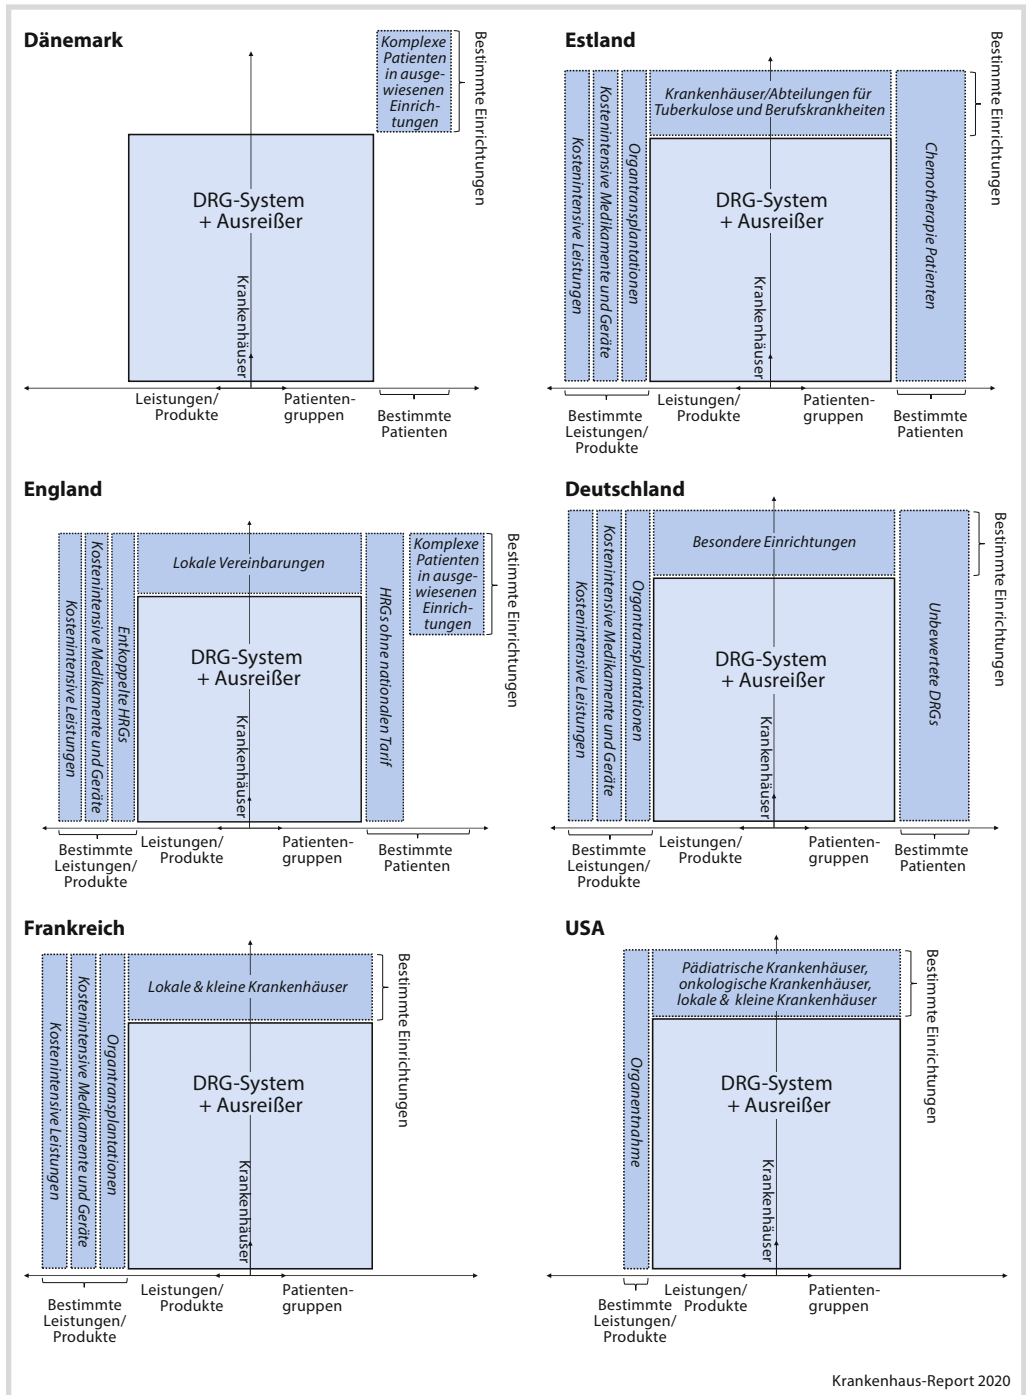 Dänemark
Komplexe
Patienten
in ausge-
wiesenen
Einrich-
tungen
Bestimmte Einrichtungen
DRG-System
+ Ausreißer
Krankenhäuser
Leistungen/
Produkte
Patienten-
gruppen
Bestimmte
Patienten
Estland
Kostenintensive Leistungen
Kostenintensive Medikamente und Geräte
Organtransplantationen
Krankenhäuser/Abteilungen für
Tuberkulose und Berufskrankheiten
Chemotherapie Patienten
Bestimmte Einrichtungen
DRG-System
+ Ausreißer
Krankenhäuser
Bestimmte
Leistungen/
Produkte
Leistungen/
Produkte
Patienten-
gruppen
Bestimmte
Patienten
England
Kostenintensive Leistungen
Kostenintensive Medikamente und Geräte
Entkoppelte HRGs
Lokale Vereinbarungen
HRGs ohne nationalen Tarif
Komplexe
Patienten
in ausge-
wiesenen
Einrich-
tungen
Bestimmte Einrichtungen
DRG-System
+ Ausreißer
Krankenhäuser
Bestimmte
Leistungen/
Produkte
Leistungen/
Produkte
Patienten-
gruppen
Bestimmte
Patienten
Deutschland
Kostenintensive Leistungen
Kostenintensive Medikamente und Geräte
Organtransplantationen
Besondere Einrichtungen
Unbewertete DRGs
Bestimmte Einrichtungen
DRG-System
+ Ausreißer
Krankenhäuser
Bestimmte
Leistungen/
Produkte
Leistungen/
Produkte
Patienten-
gruppen
Bestimmte
Patienten
Frankreich
Kostenintensive Leistungen
Kostenintensive Medikamente und Geräte
Organtransplantationen
Lokale & kleine Krankenhäuser
Bestimmte Einrichtungen
DRG-System
+ Ausreißer
Krankenhäuser
Bestimmte
Leistungen/
Produkte
Leistungen/
Produkte
Patienten-
gruppen
USA
Organentnahme
Pädiatrische Krankenhäuser,
onkologische Krankenhäuser,
lokale & kleine Krankenhäuser
Bestimmte Einrichtungen
DRG-System
+ Ausreißer
Krankenhäuser
Bestimmte
Leistungen/
Produkte
Leistungen/
Produkte
Patienten-
gruppen
Krankenhaus-Report 2020